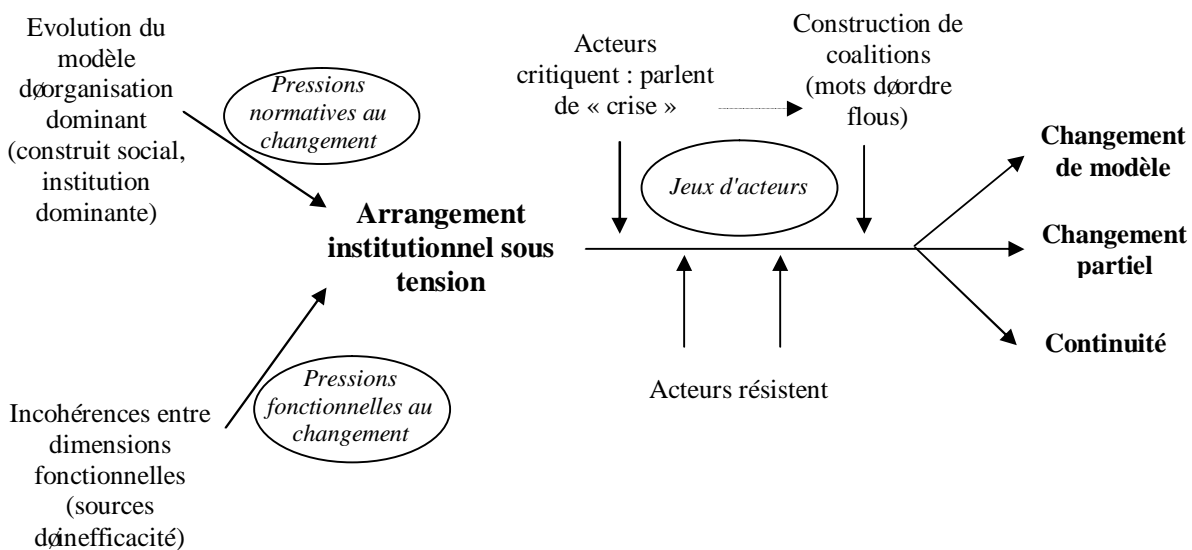 Evolution du
modèle
døorganisation
dominant
(construit social,
institution
dominante)
Pressions
normatives au
changement
Acteurs
critiquent : parlent
de « crise »
Construction de
coalitions
(mots døordre
flous)
Jeux d'acteurs
Arrangement
institutionnel sous
tension
Changement
de modèle
Changement
partiel
Continuité
Acteurs résistent
Pressions
fonctionnelles au
changement
Incohérences entre
dimensions
fonctionnelles
(sources
døinefficacité)